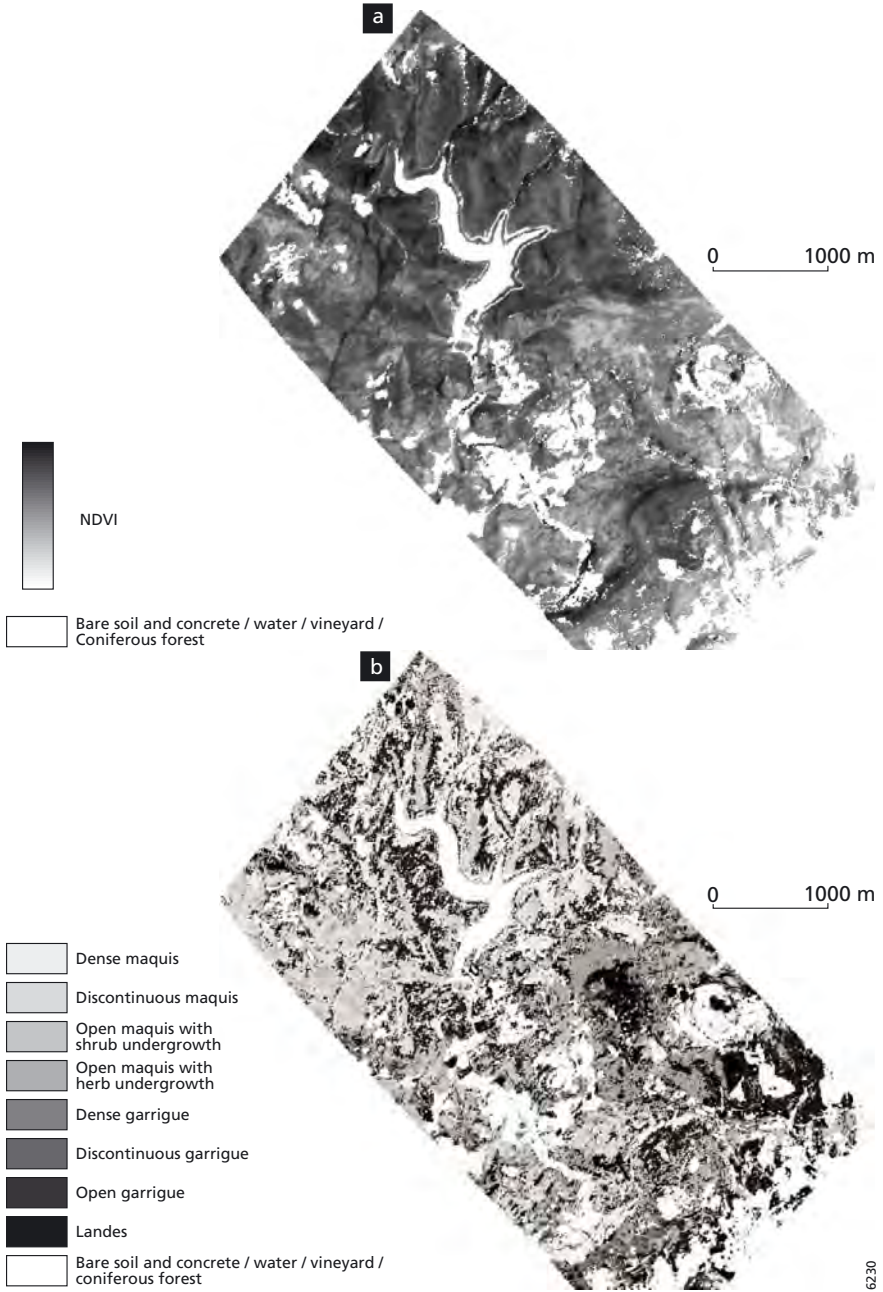 a
0 1000 m
NDVI
Bare soil and concrete / water / vineyard /
Coniferous forest
b
0 1000 m
Dense maquis
Discontinuous maquis
Open maquis with
shrub undergrowth
Open maquis with
herb undergrowth
Dense garrigue
Discontinuous garrigue
Open garrigue
Landes
Bare soil and concrete / water / vineyard /
coniferous forest
6230